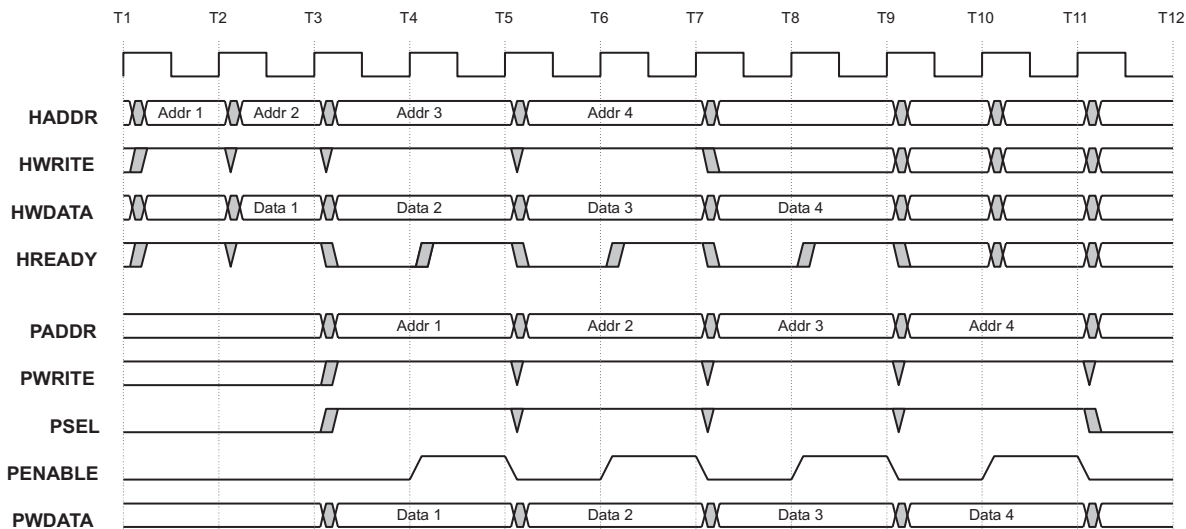 T1 T2 T3 T4 T5 T6 T7 T8 T9 T10 T11 T12
HADDR Addr 1 Addr 2 Addr 3 Addr 4
HWRITE
HWDATA Data 1 Data 2 Data 3 Data 4
HREADY
PADDR Addr 1 Addr 2 Addr 3 Addr 4
PWRITE
PSEL
PENABLE
PWDATA Data 1 Data 2 Data 3 Data 4